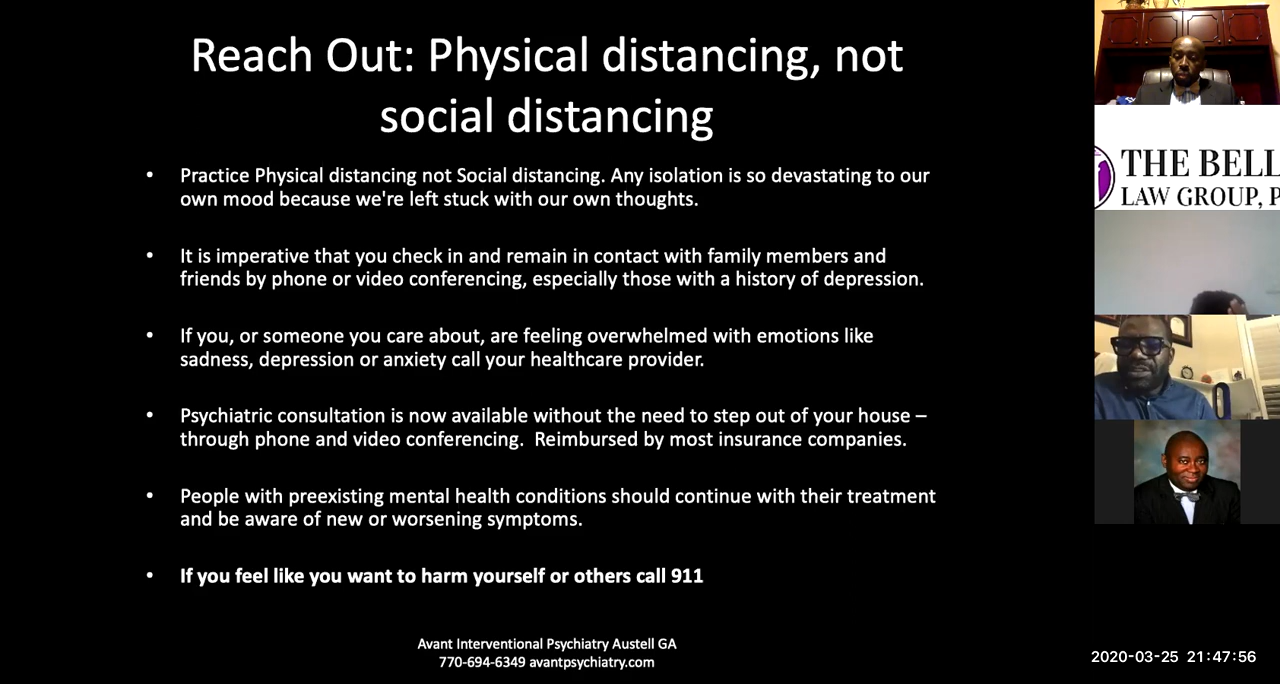 Reach Out: Physical distancing, not
social distancing
• Practice Physical distancing not Social distancing. Any isolation is so devastating to our
own mood because we're left stuck with our own thoughts.
• It is imperative that you check in and remain in contact with family members and
friends by phone or video conferencing, especially those with a history of depression.
• If you, or someone you care about, are feeling overwhelmed with emotions like
sadness, depression or anxiety call your healthcare provider.
• Psychiatric consultation is now available without the need to step out of your house –
through phone and video conferencing.  Reimbursed by most insurance companies.
• People with preexisting mental health conditions should continue with their treatment
and be aware of new or worsening symptoms.
• If you feel like you want to harm yourself or others call 911
Avant Interventional Psychiatry Austell GA
770-694-6349 avantpsychiatry.com
THE BELL
LAW GROUP, P
2020-03-25 21:47:56